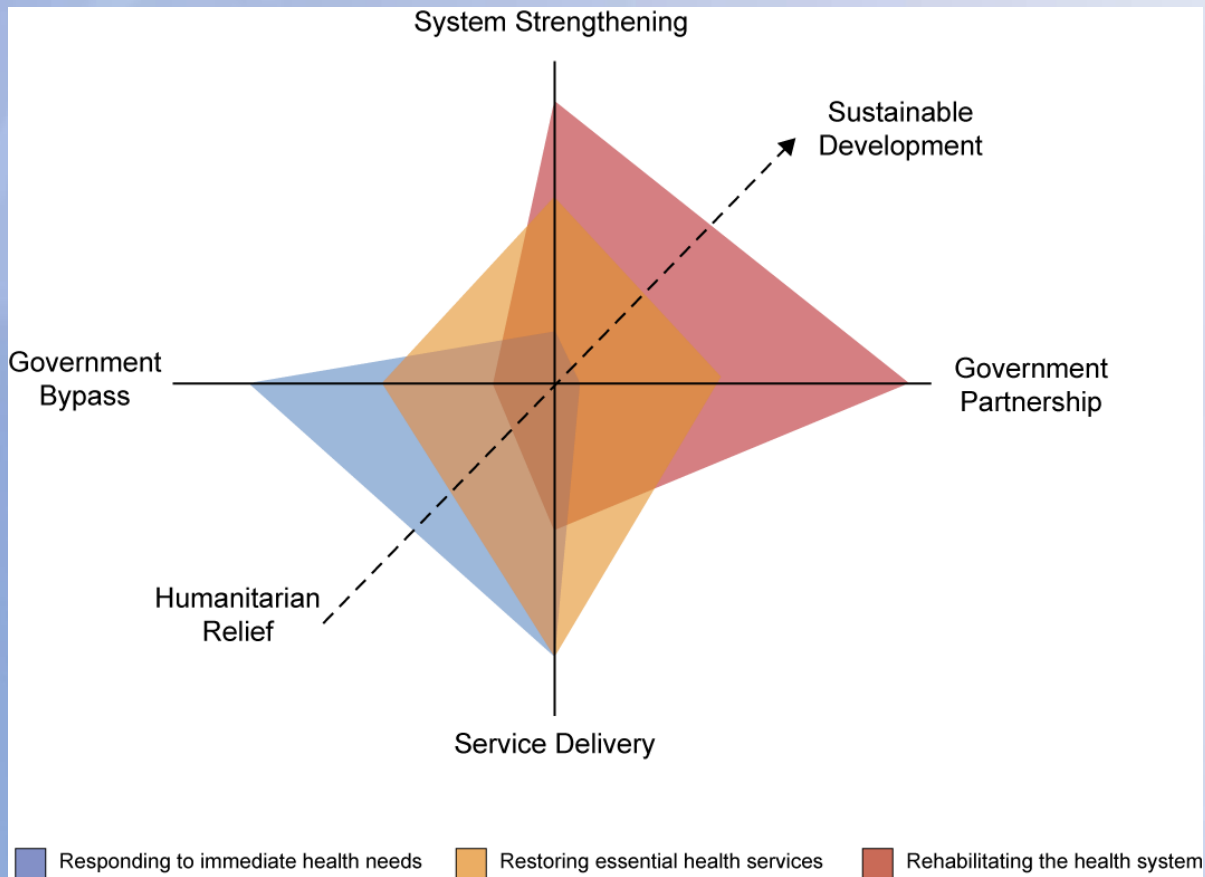 System Strengthening
Sustainable
Development
Government
Bypass
Government
Partnership
Humanitarian
Relief
Service Delivery
Responding to immediate health needs
Restoring essential health services
Rehabilitating the health system